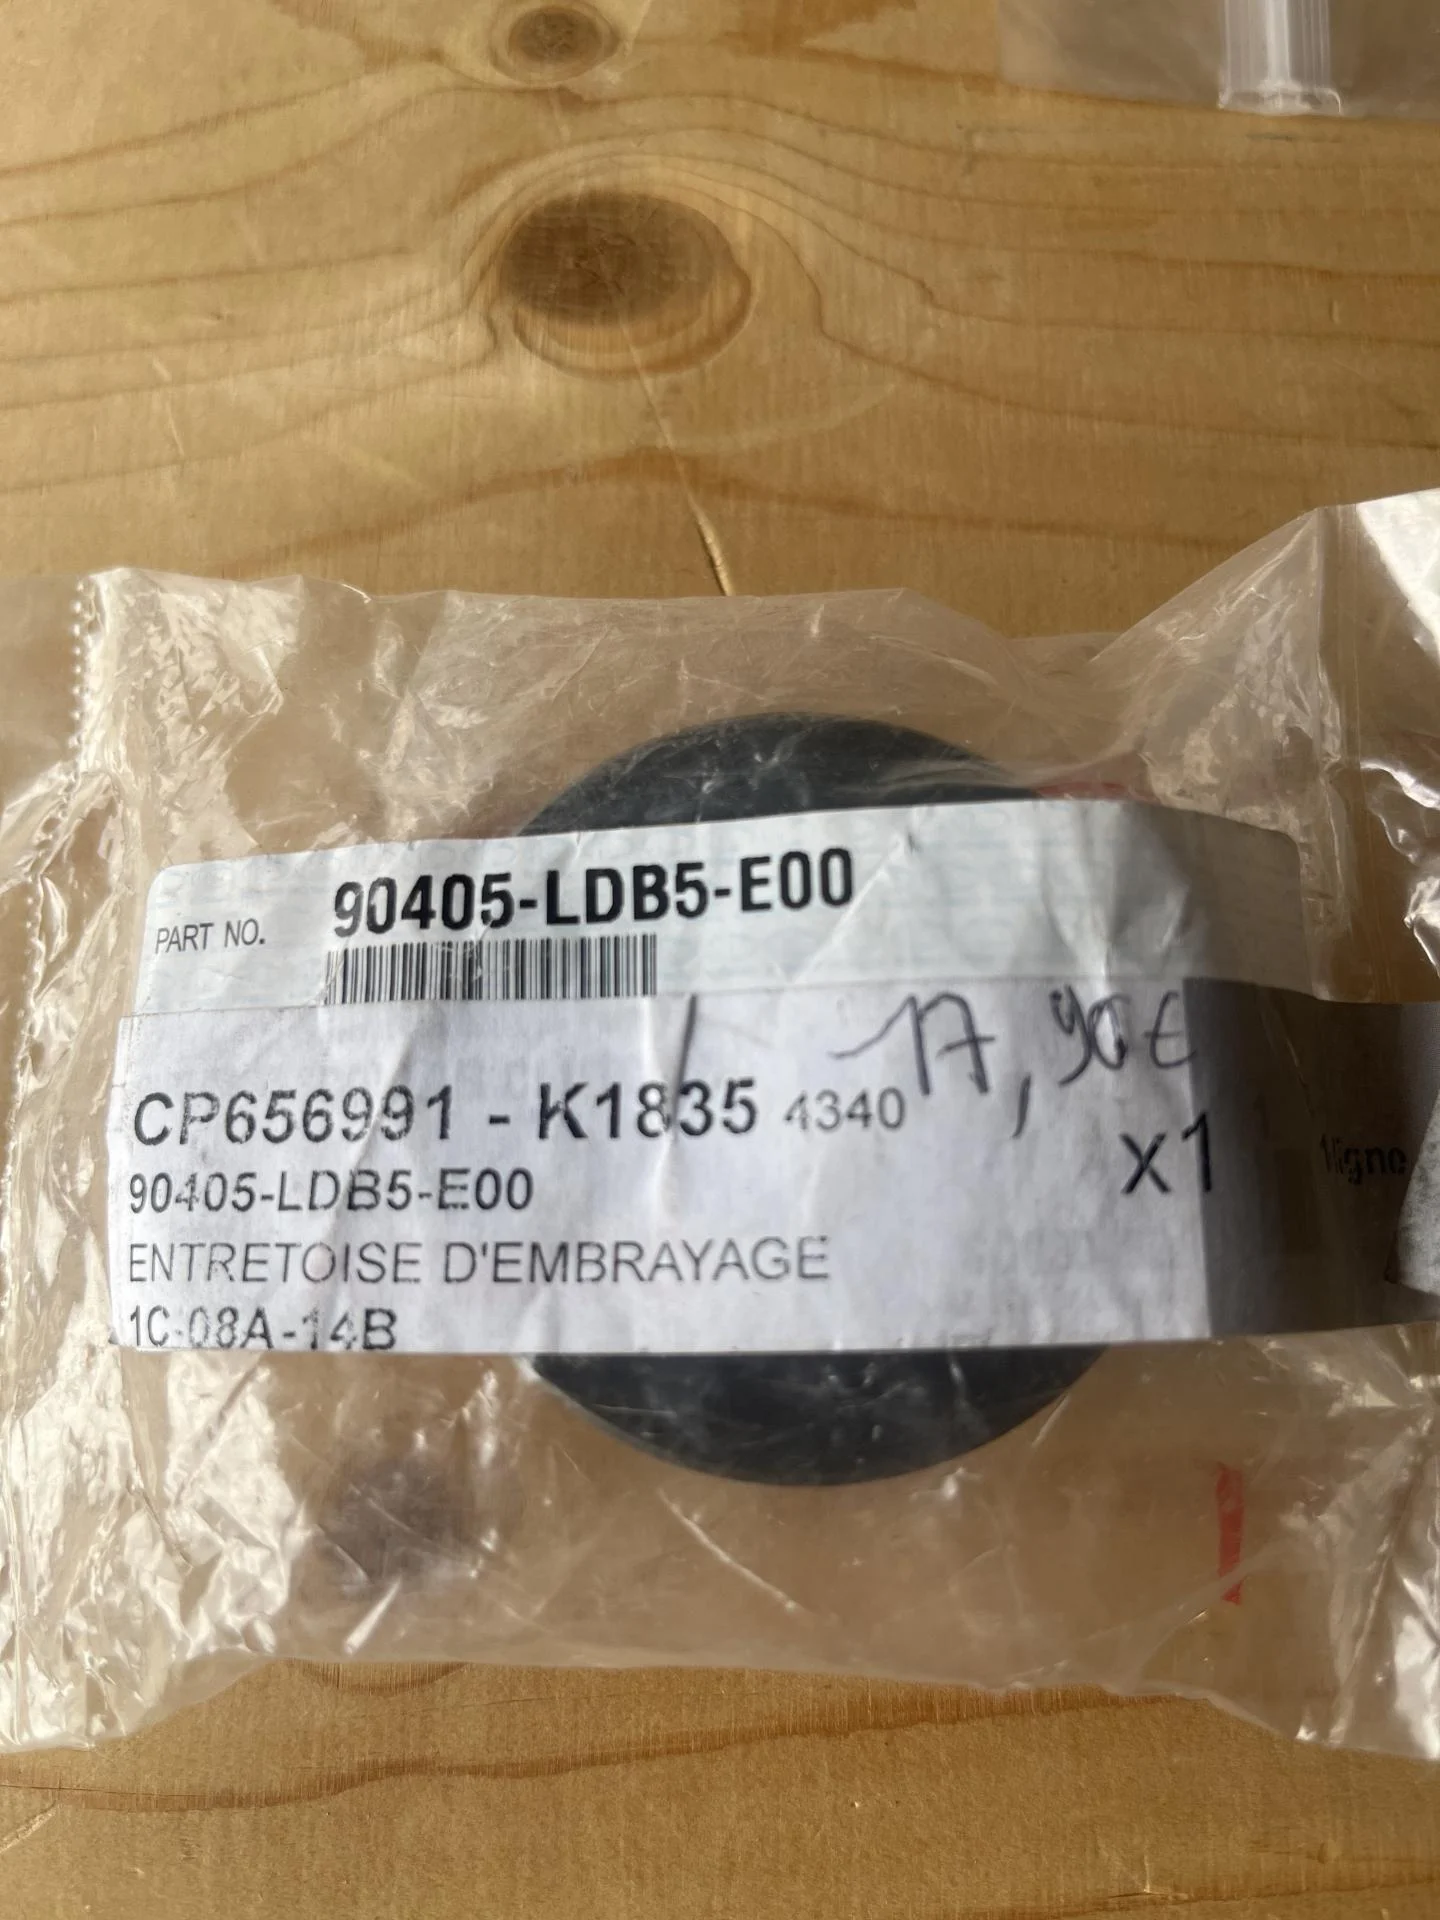 PART NO. 90405-LDB5-E00
17,90€
CP656991 - K1835 4340
x1
1ligne
90405-LDB5-E00
ENTRETOISE D'EMBRAYAGE
1C-08A-14B